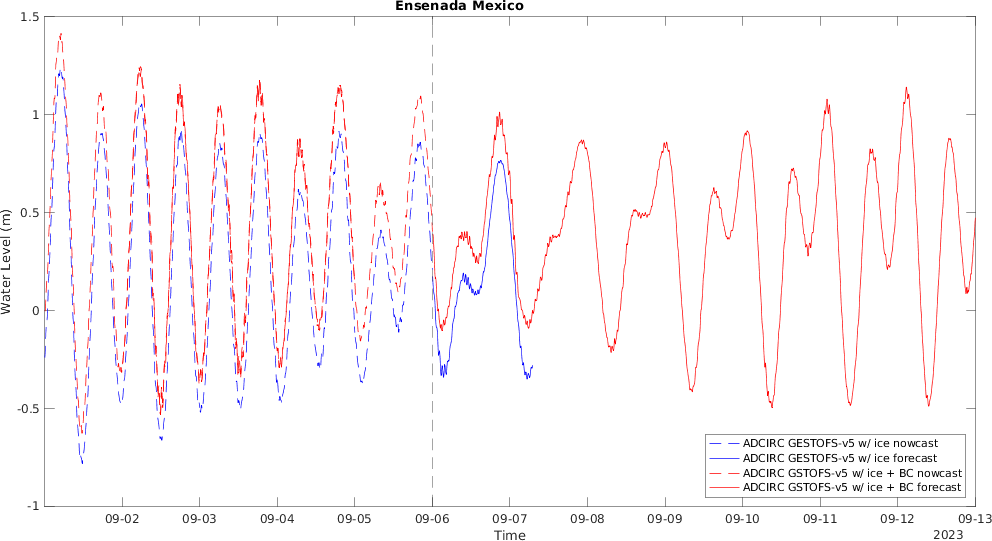 Ensenada Mexico
Water Level (m)
1.5
1
0.5
0
-0.5
-1
09-02
09-03
09-04
09-05
09-06
09-07
09-08
09-09
09-10
09-11
09-12
09-13
Time
2023
ADCIRC GESTOFS-v5 w/ ice nowcast
ADCIRC GESTOFS-v5 w/ ice forecast
ADCIRC GSTOFS-v5 w/ ice + BC nowcast
ADCIRC GSTOFS-v5 w/ ice + BC forecast